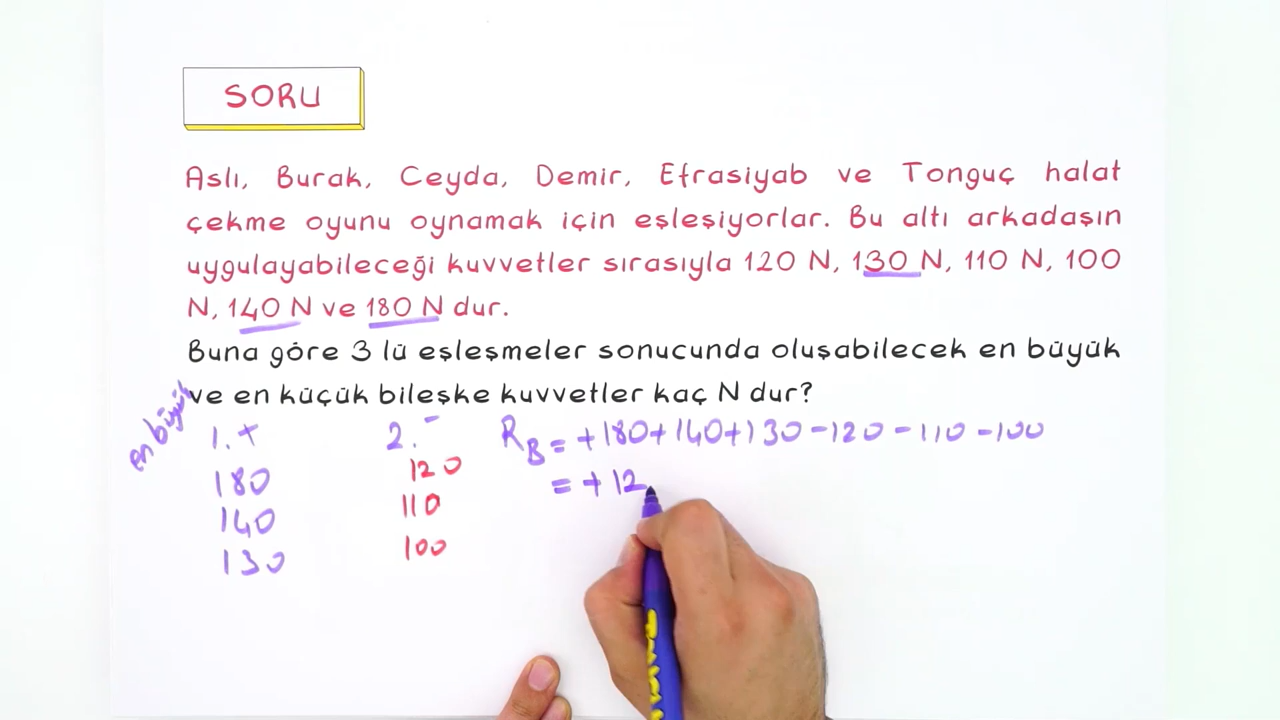 SORU
Aslı, Burak, Ceyda, Demir, Efrasiyab ve Tonguç halat
çekme oyunu oynamak için eşleşiyorlar. Bu altı arkadaşın
uygulayabileceği kuvvetler sırasıyla 120 N, 130 N, 110 N, 100
N, 140 N ve 180 N dur.
Buna göre 3 lü eşleşmeler sonucunda oluşabilecek en büyük
ve en küçük bileşke kuvvetler kaç N dur?
en büyük
1. +
180
140
130
2. -
120
110
100
R_B = +180+140+130-120-110-100
= +12